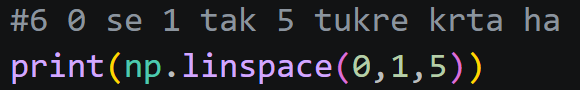 #6 0 se 1 tak 5 tukre krta ha
print(np.linspace(0,1,5))